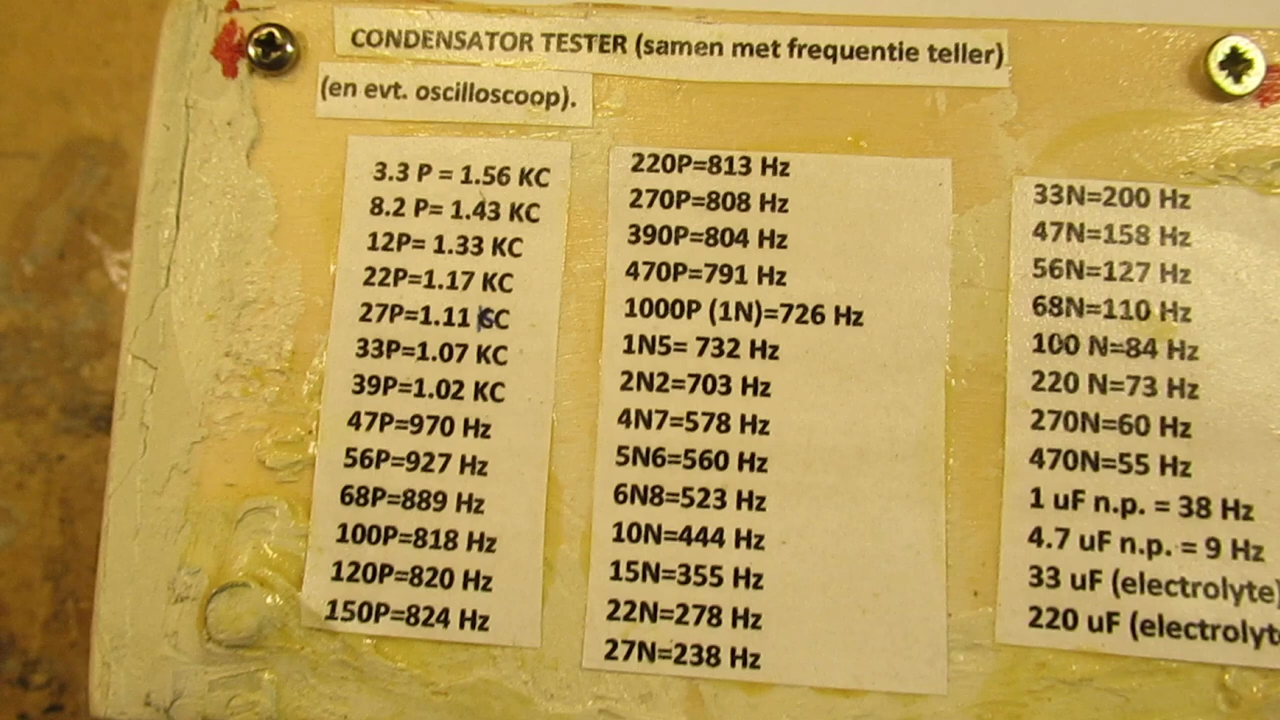 CONDENSATOR TESTER (samen met frequentie teller)
(en evt. oscilloscoop).
3.3 P = 1.56 KC
8.2 P= 1.43 KC
12P= 1.33 KC
22P=1.17 KC
27P=1.11 KC
33P=1.07 KC
39P=1.02 KC
47P=970 Hz
56P=927 Hz
68P=889 Hz
100P=818 Hz
120P=820 Hz
150P=824 Hz
220P=813 Hz
270P=808 Hz
390P=804 Hz
470P=791 Hz
1000P (1N)=726 Hz
1N5= 732 Hz
2N2=703 Hz
4N7=578 Hz
5N6=560 Hz
6N8=523 Hz
10N=444 Hz
15N=355 Hz
22N=278 Hz
27N=238 Hz
33N=200 Hz
47N=158 Hz
56N=127 Hz
68N=110 Hz
100 N=84 Hz
220 N=73 Hz
270N=60 Hz
470N=55 Hz
1 uF n.p. = 38 Hz
4.7 uF n.p. = 9 Hz
33 uF (electrolyte)
220 uF (electrolyt